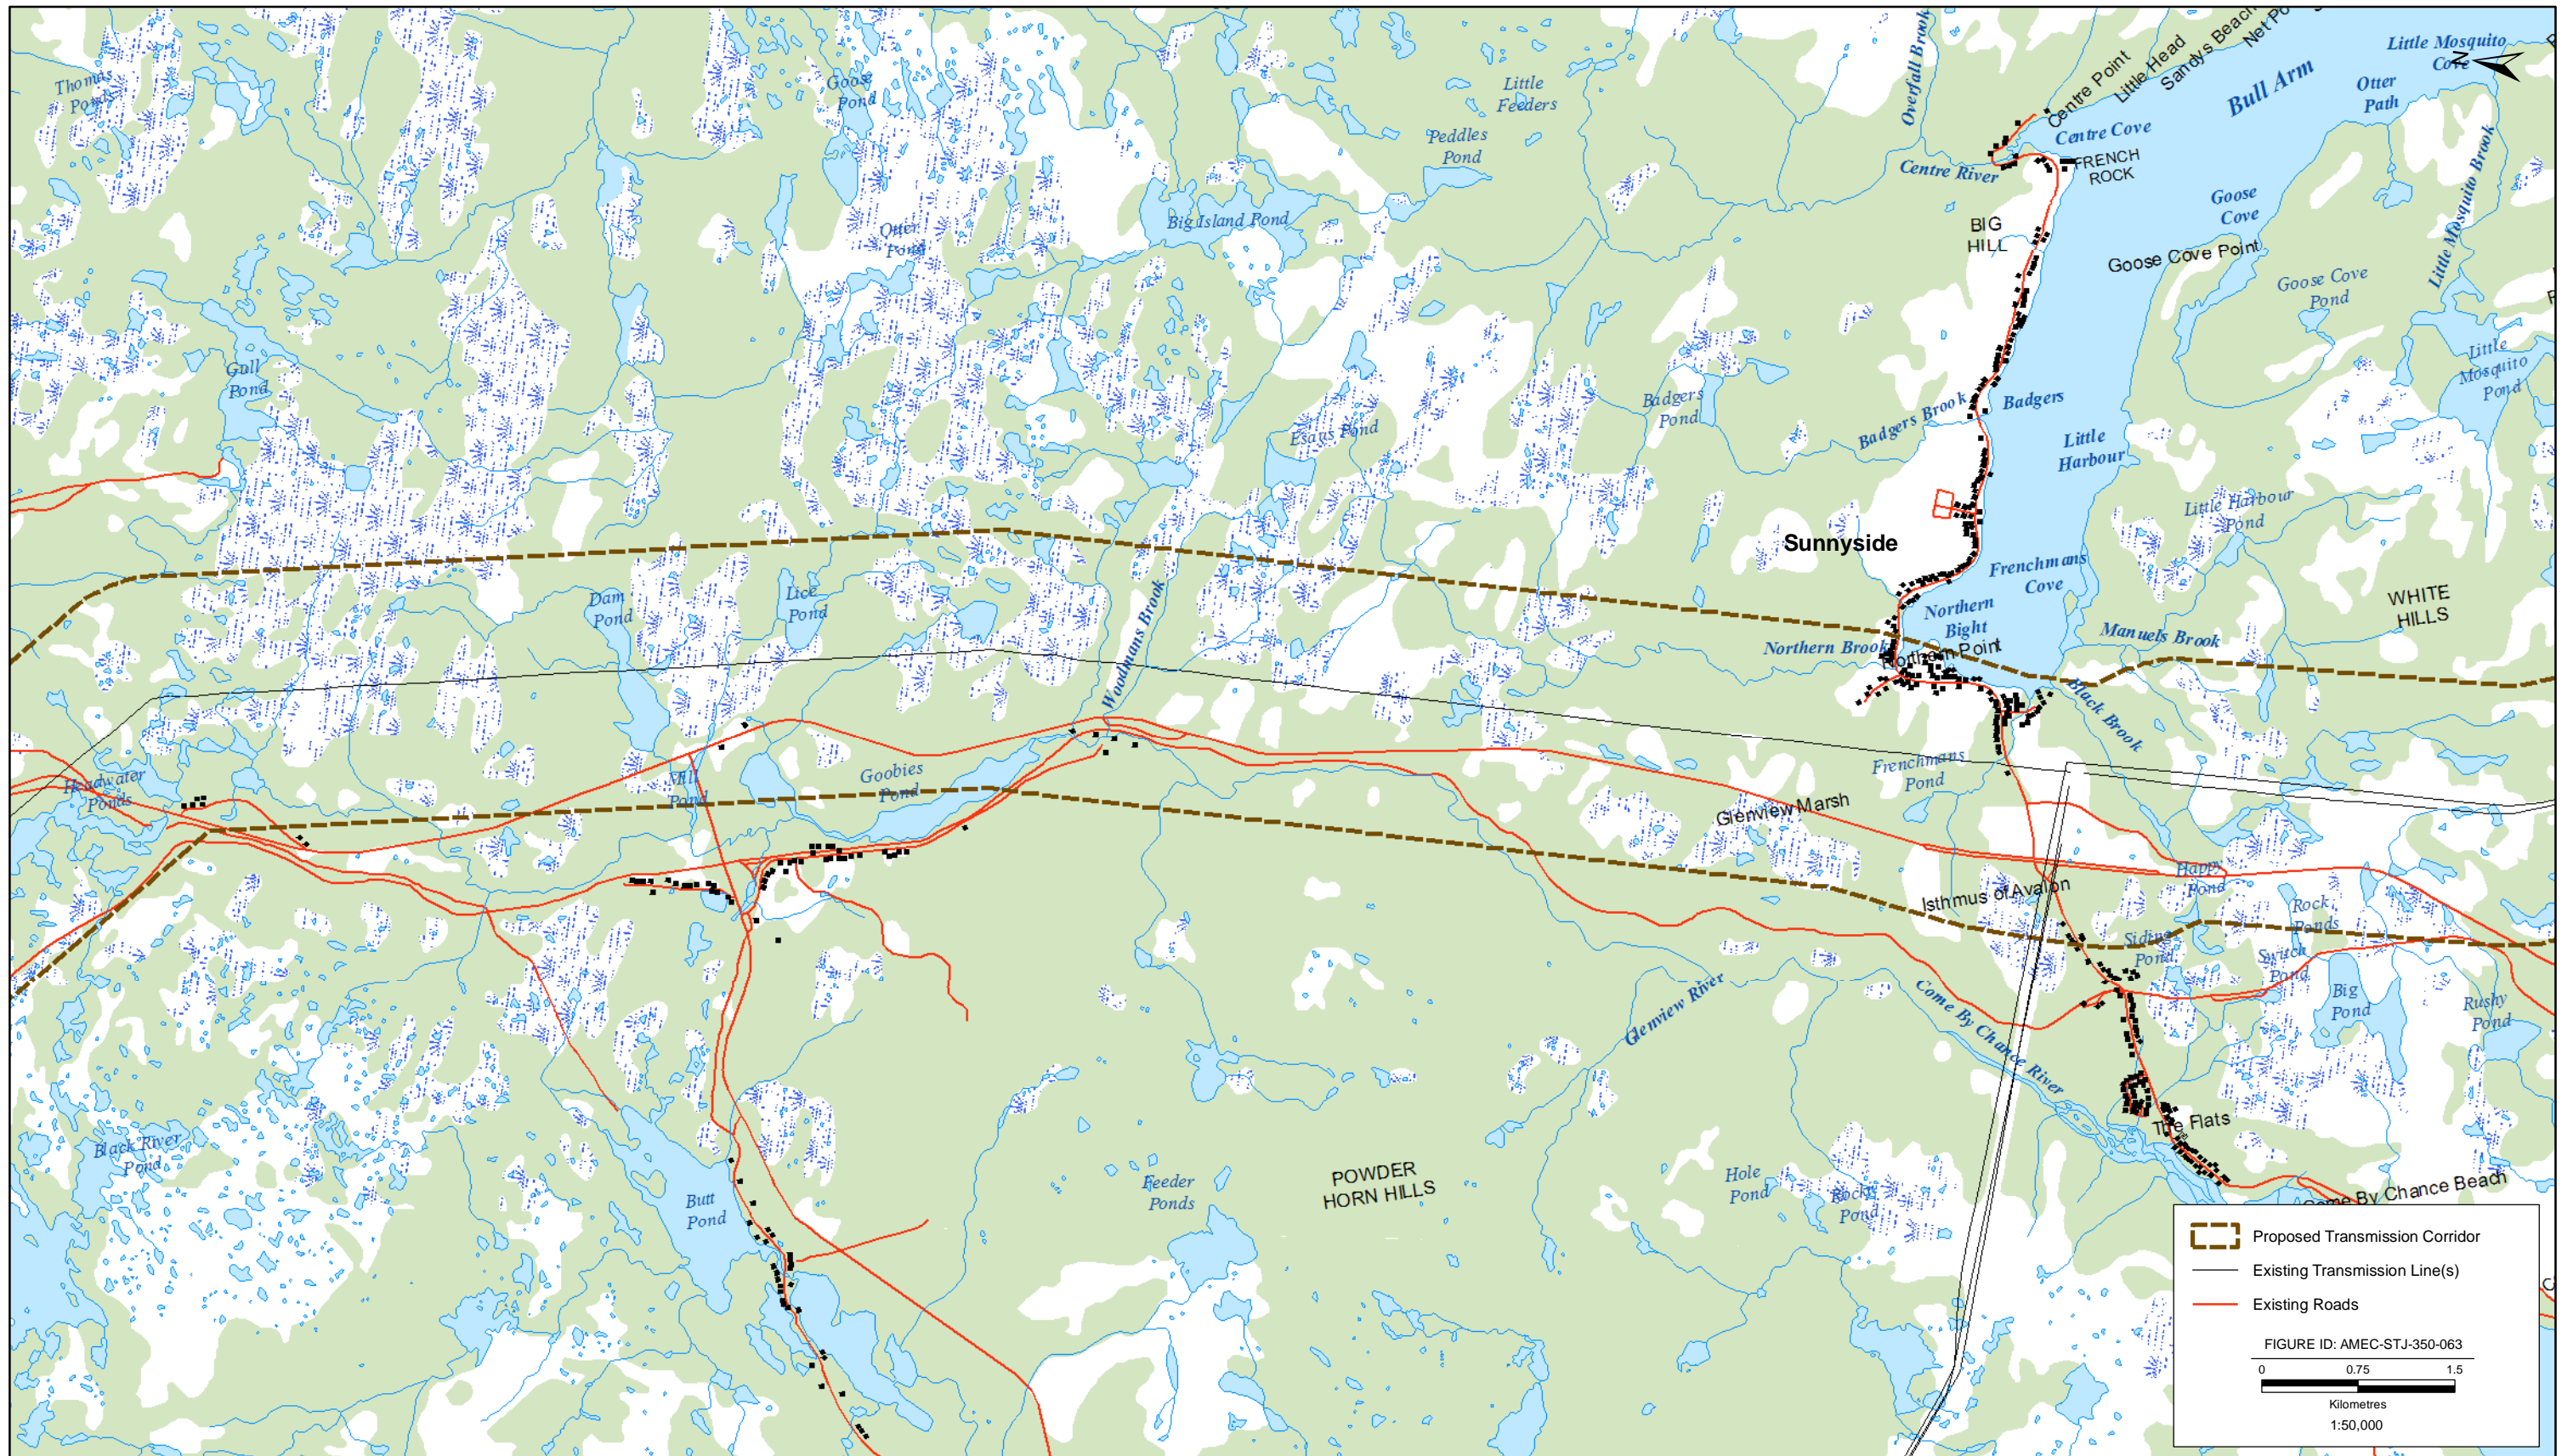 Thomas
Ponds
Goose
Pond
Little
Feeders
Peddles
Pond
Overfall Brook
Centre Point
Little Head
Sandys Beach
Bull Arm
Little Mosquito
Cove
N
Otter
Path
Centre Cove
FRENCH
ROCK
Centre River
Little Mosquito Brook
Big Island Pond
Otter
Pond
BIG
HILL
Goose
Cove
Goose Cove Point
Goose Cove
Pond
Little
Mosquito
Pond
Gull
Pond
Badgers
Pond
Esaus Pond
Badgers Brook
Badgers
Little
Harbour
Little Harbour
Pond
Sunnyside
Frenchmans
Cove
Dam
Pond
Lice
Pond
Woodmans Brook
Northern
Bight
Northern Brook
Northern Point
Manuels Brook
WHITE
HILLS
Black Brook
Headwater
Ponds
Mill
Pond
Goobies
Pond
Frenchmans
Pond
Glenview Marsh
Isthmus of Avalon
Happy
Pond
Rock
Ponds
Siding
Pond
Switch
Pond
Big
Pond
Rushy
Pond
Glenview River
Come By Chance River
Black River
Pond
Butt
Pond
Feeder
Ponds
POWDER
HORN HILLS
Hole
Pond
Rocky
Pond
The Flats
Come By Chance Beach
Proposed Transmission Corridor
Existing Transmission Line(s)
Existing Roads
FIGURE ID: AMEC-STJ-350-063
0 0.75 1.5
Kilometres
1:50,000